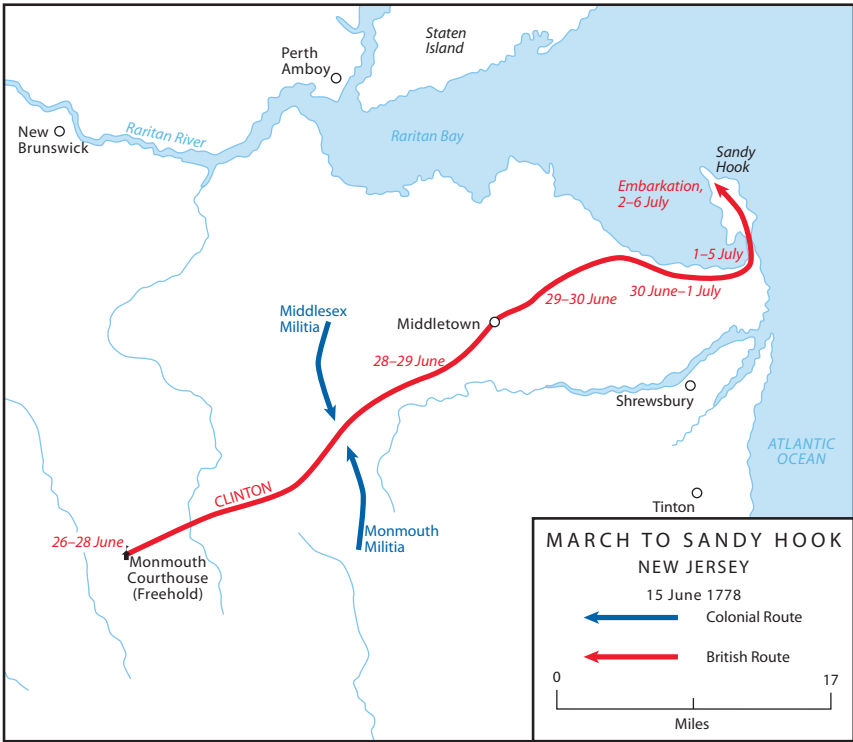 Staten
Island
Perth
Amboy
New
Brunswick
Raritan River
Raritan Bay
Sandy
Hook
Embarkation,
2–6 July
1–5 July
30 June–1 July
29–30 June
Middlesex
Militia
Middletown
28–29 June
Shrewsbury
ATLANTIC
OCEAN
CLINTON
Tinton
26–28 June
Monmouth
Courthouse
(Freehold)
Monmouth
Militia
MARCH TO SANDY HOOK
NEW JERSEY
15 June 1778
Colonial Route
British Route
0 17
Miles